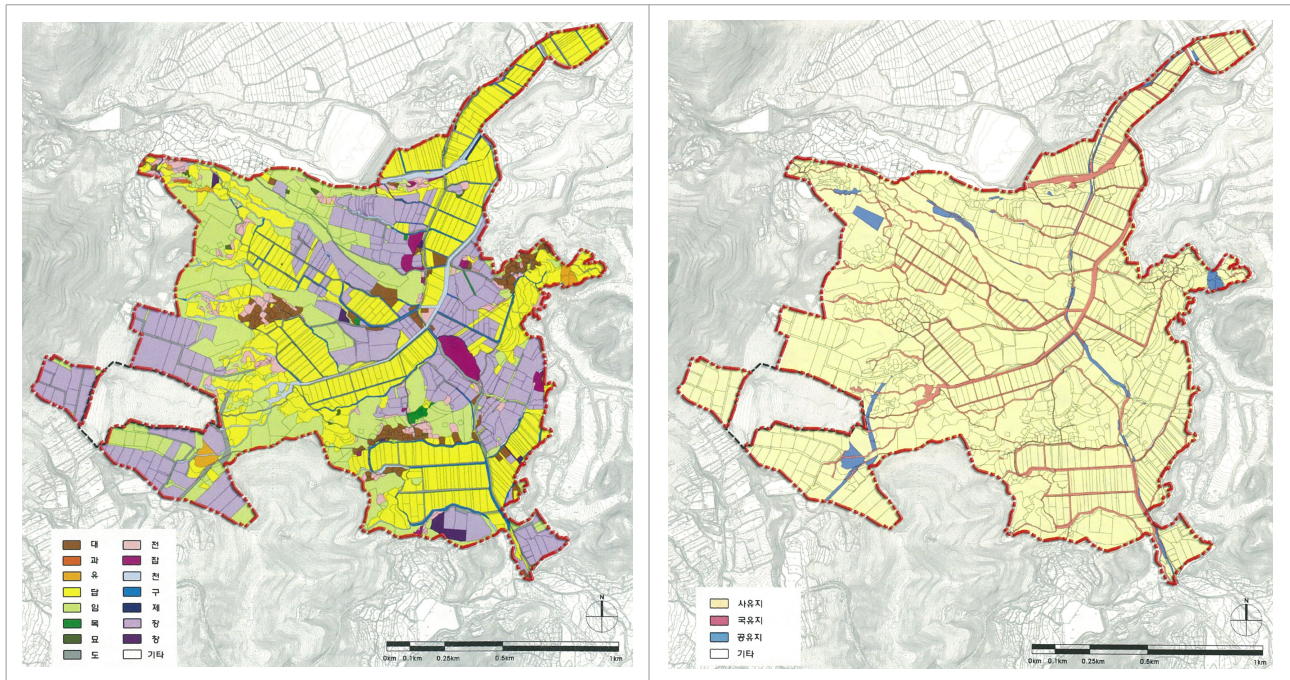 대 전
과 잡
유 천
답 구
임 제
목 장
묘 창
도 기타
N
0km 0.1km 0.25km 0.5km 1km
사유지
국유지
공유지
기타
N
0km 0.1km 0.25km 0.5km 1km